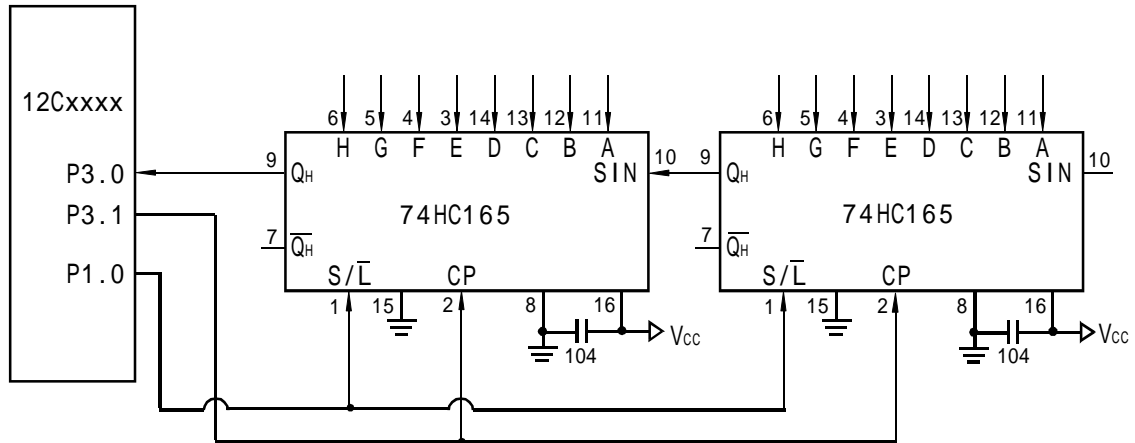 12Cxxxx
P3.0
P3.1
P1.0
6 5 4 3 14 13 12 11
H G F E D C B A
9 QH
SIN 10
74HC165
7 Q̅H
S/L̅ CP
1 15 2 8 16
104
VCC
6 5 4 3 14 13 12 11
H G F E D C B A
9 QH
SIN 10
74HC165
7 Q̅H
S/L̅ CP
1 15 2 8 16
104
VCC